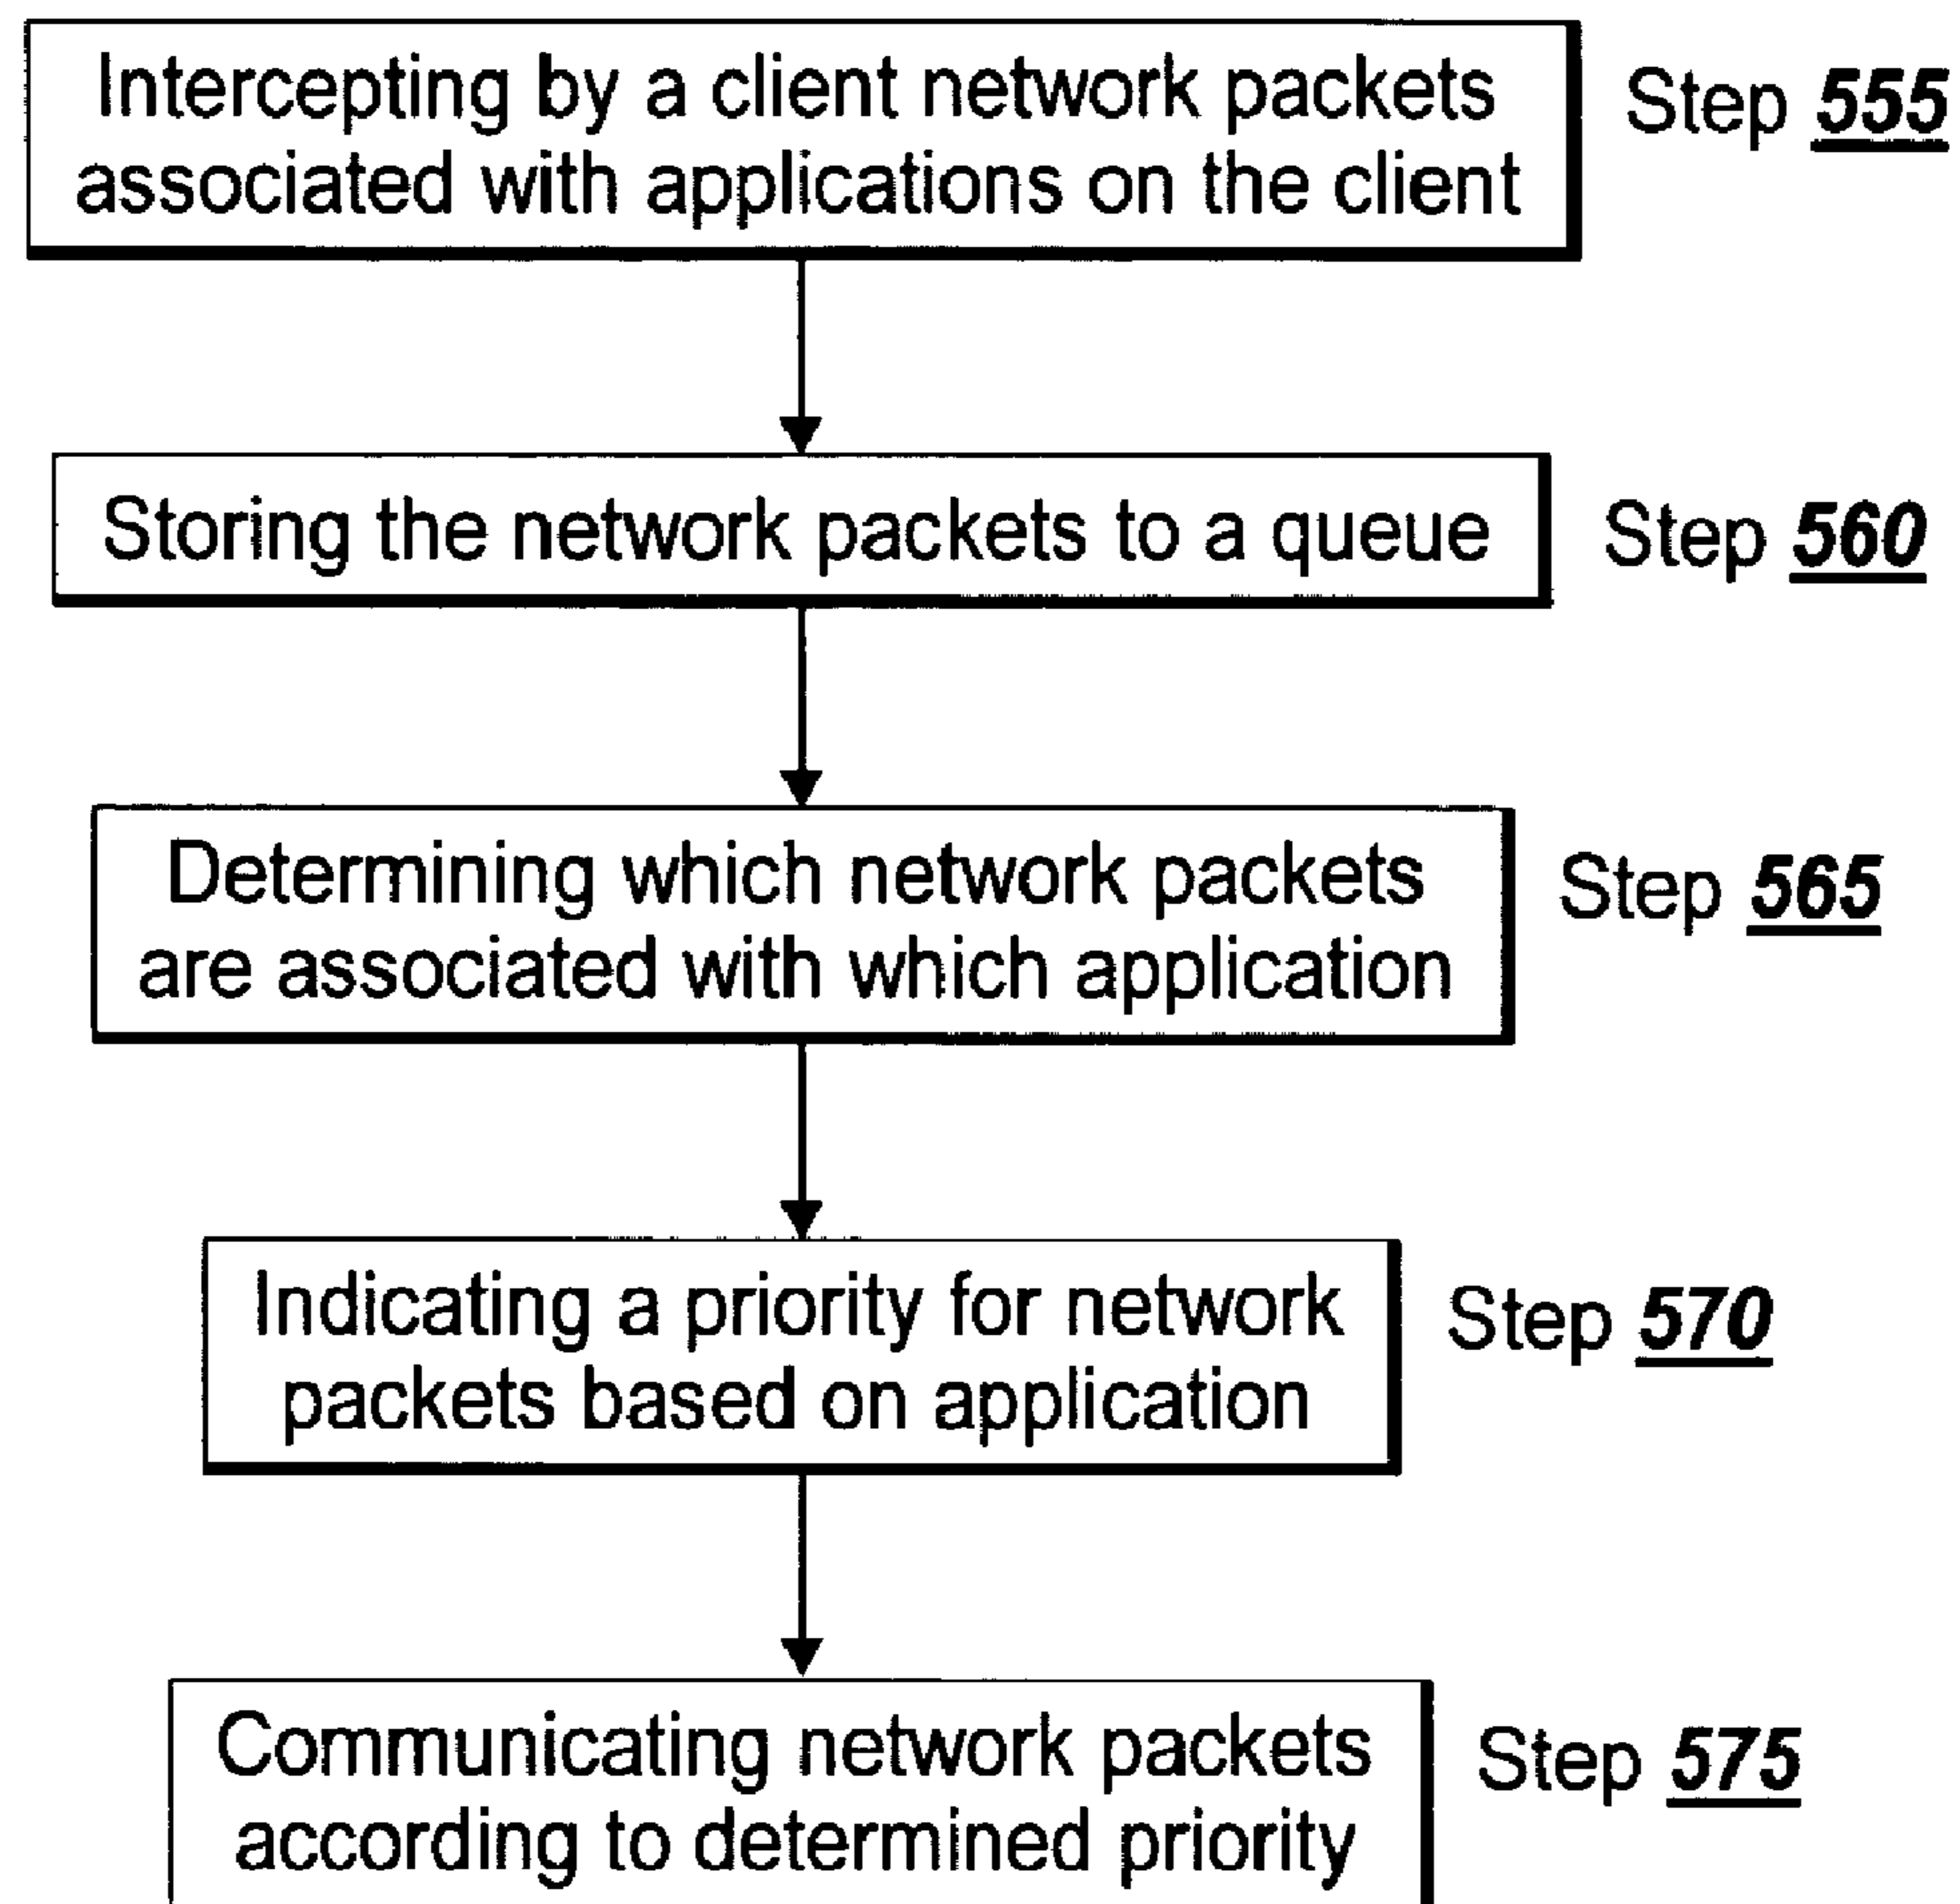 Intercepting by a client network packets
associated with applications on the client
Step 555
Storing the network packets to a queue
Step 560
Determining which network packets
are associated with which application
Step 565
Indicating a priority for network
packets based on application
Step 570
Communicating network packets
according to determined priority
Step 575